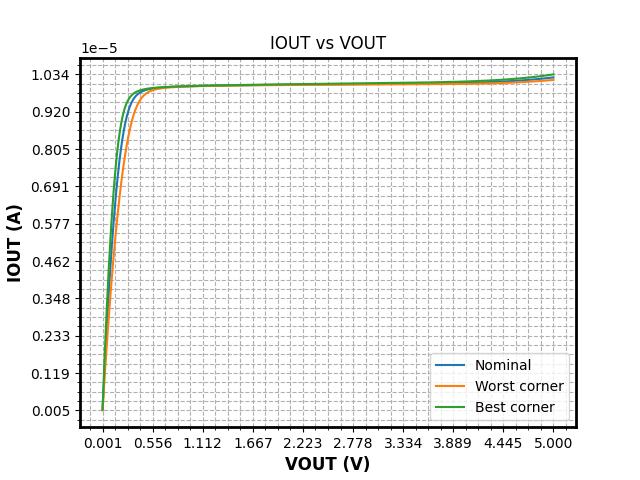 IOUT vs VOUT
1e−5
1.034
0.920
0.805
0.691
0.577
0.462
0.348
0.233
0.119
0.005
IOUT (A)
Nominal
Worst corner
Best corner
0.001 0.556 1.112 1.667 2.223 2.778 3.334 3.889 4.445 5.000
VOUT (V)